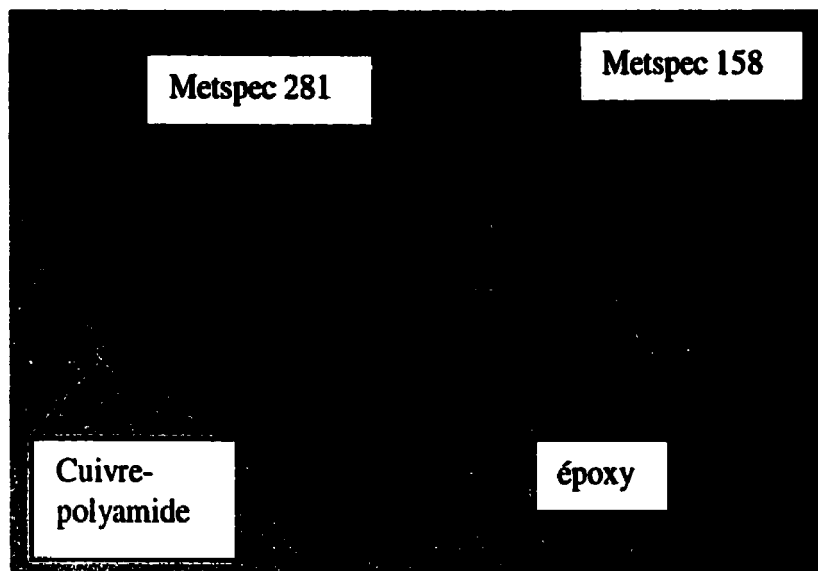 Metspec 281
Metspec 158
Cuivre-
polyamide
époxy